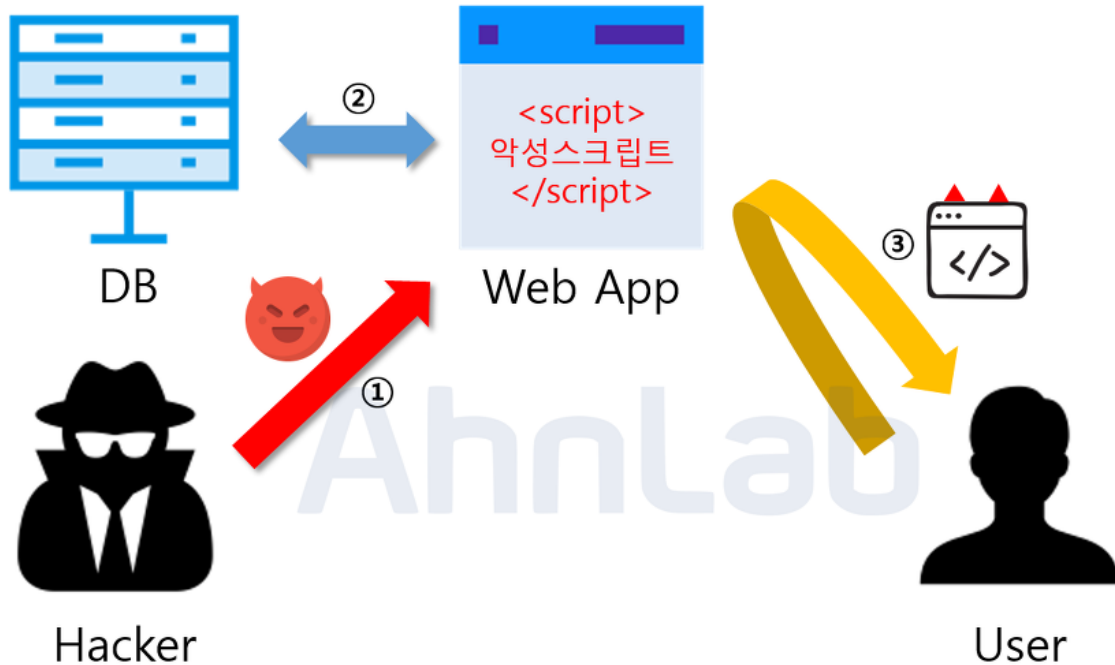 <script>
악성스크립트
</script>
②
③
</>
DB
Web App
①
AhnLab
Hacker
User